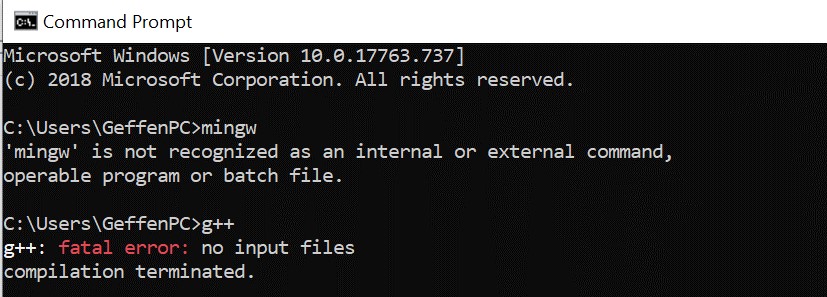 Command Prompt
Microsoft Windows [Version 10.0.17763.737]
(c) 2018 Microsoft Corporation. All rights reserved.
C:\Users\GeffenPC>mingw
'mingw' is not recognized as an internal or external command,
operable program or batch file.
C:\Users\GeffenPC>g++
g++: fatal error: no input files
compilation terminated.